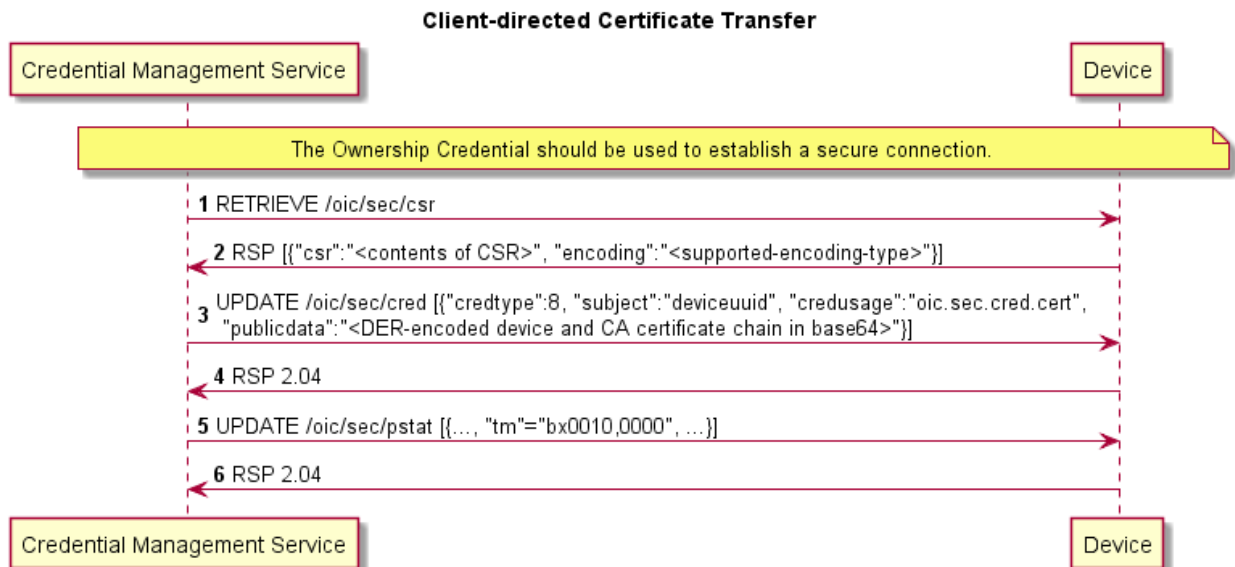 Client-directed Certificate Transfer
Credential Management Service
Device
The Ownership Credential should be used to establish a secure connection.
1 RETRIEVE /oic/sec/csr
2 RSP [{"csr":"<contents of CSR>", "encoding":"<supported-encoding-type>"}]
3 UPDATE /oic/sec/cred [{"credtype":8, "subject":"deviceuuid", "credusage":"oic.sec.cred.cert",
"publicdata":"<DER-encoded device and CA certificate chain in base64>"}]
4 RSP 2.04
5 UPDATE /oic/sec/pstat [{..., "tm"="bx0010,0000", ...}]
6 RSP 2.04
Credential Management Service
Device